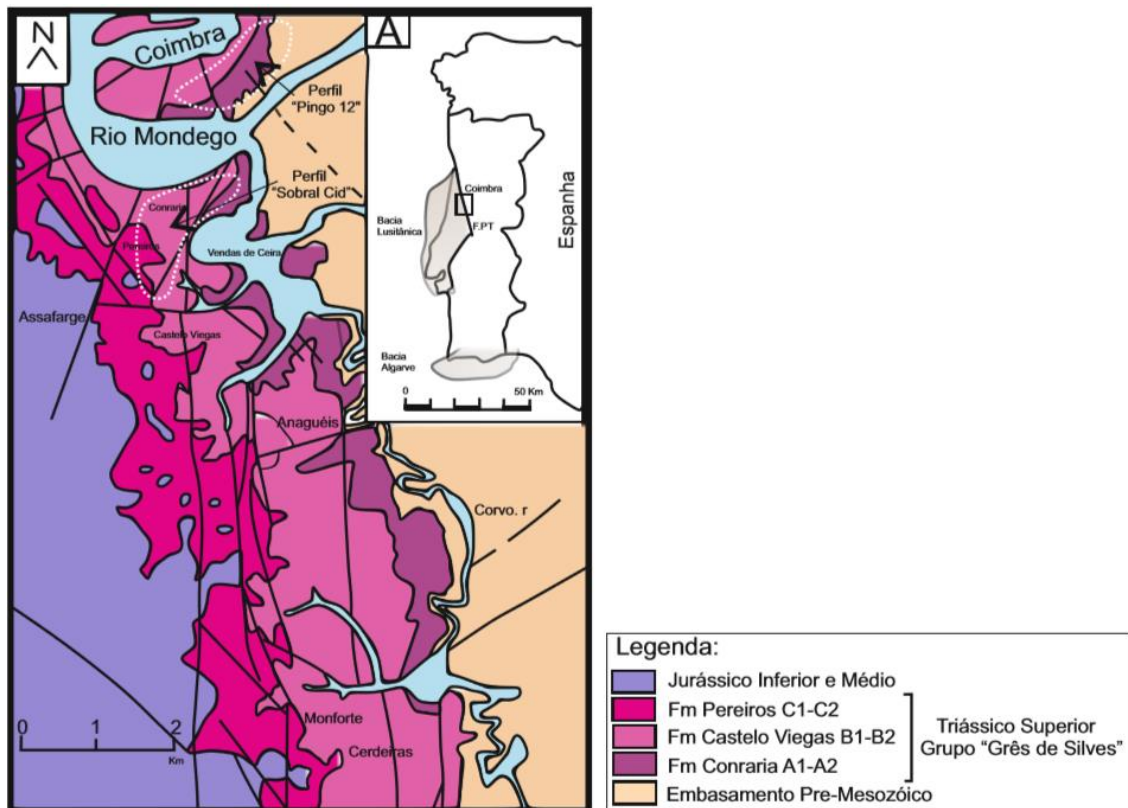 N
Coimbra
A
Perfil
"Pingo 12"
Rio Mondego
Perfil
"Sobral Cid"
Conraria
Pereiros
Vendas de Ceira
Assafarge
Castelo Viegas
Anaguéis
Corvo. r
Monforte
Cerdeiras
0 2
Km
Coimbra
Bacia
Lusitânica
F.PT
Espanha
Bacia
Algarve
0 50 Km
Legenda:
Jurássico Inferior e Médio
Fm Pereiros C1-C2
Fm Castelo Viegas B1-B2
Fm Conraria A1-A2
Triássico Superior
Grupo "Grês de Silves"
Embasamento Pre-Mesozóico